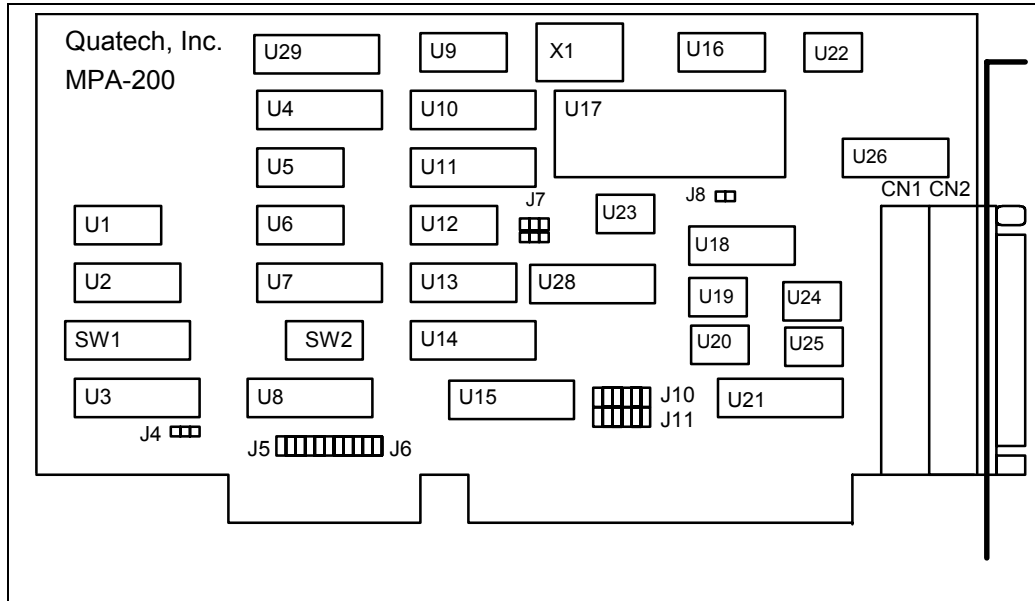 Quatech, Inc.
MPA-200
U29
U9
X1
U16
U22
U4
U10
U17
U5
U11
U26
CN1 CN2
J7
J8
U1
U6
U12
U23
U18
U2
U7
U13
U28
U19
U24
SW1
SW2
U14
U20
U25
U3
U8
U15
J10
J11
U21
J4
J5
J6